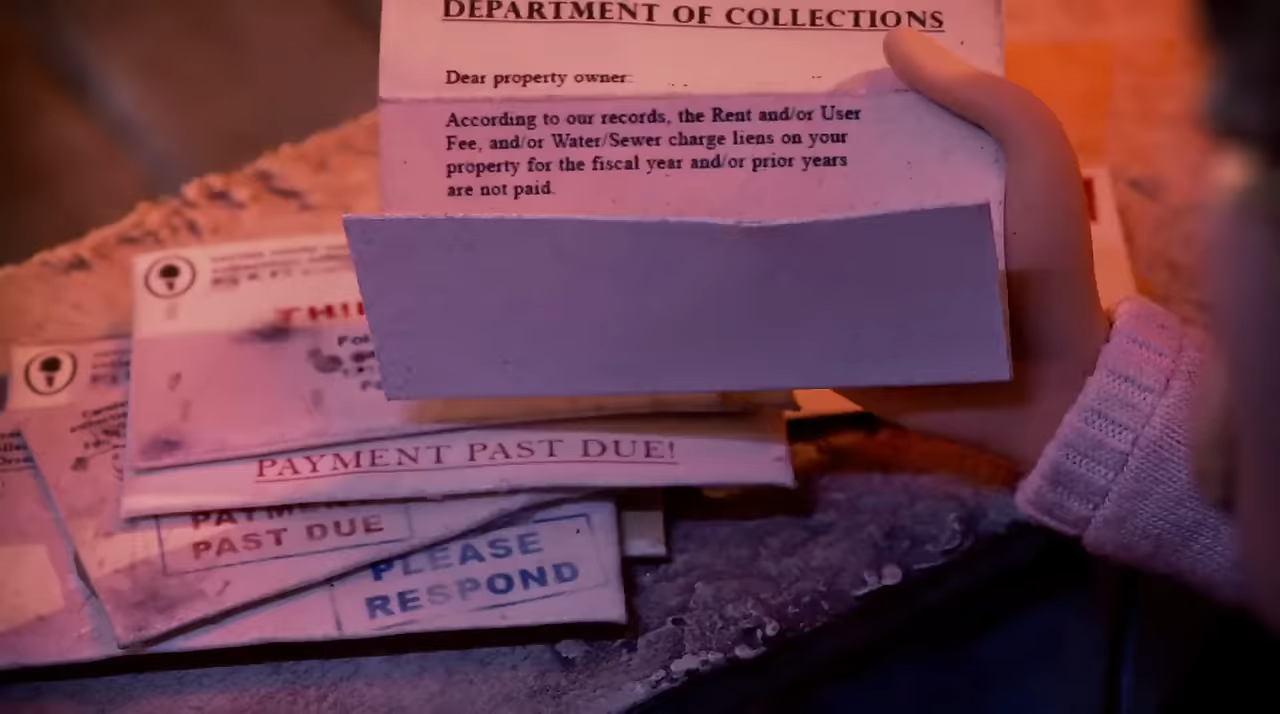 DEPARTMENT OF COLLECTIONS
Dear property owner:
According to our records, the Rent and/or User
Fee, and/or Water/Sewer charge liens on your
property for the fiscal year and/or prior years
are not paid.
PAYMENT PAST DUE!
PAST DUE
PLEASE
RESPOND